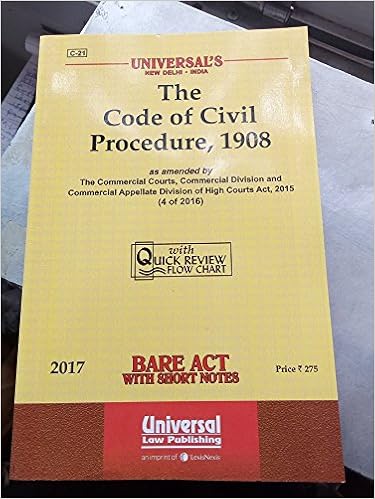 C-21
UNIVERSAL'S
NEW DELHI - INDIA
The
Code of Civil
Procedure, 1908
as amended by
The Commercial Courts, Commercial Division and
Commercial Appellate Division of High Courts Act, 2015
(4 of 2016)
with
QUICK REVIEW
FLOW CHART
2017
BARE ACT
WITH SHORT NOTES
Price ₹ 275
Universal
Law Publishing
an imprint of LexisNexis